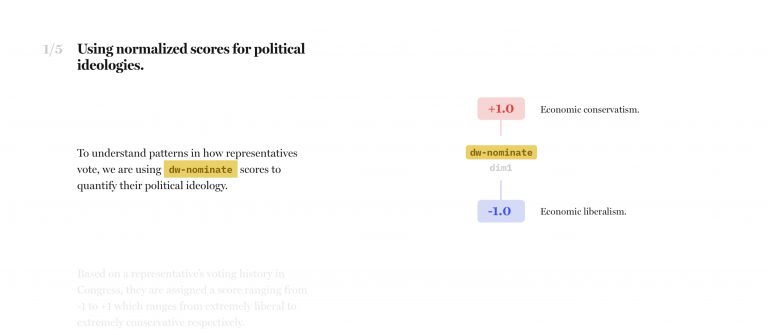 1/5 Using normalized scores for political
ideologies.
+1.0 Economic conservatism.
To understand patterns in how representatives
vote, we are using dw-nominate scores to
quantify their political ideology.
dw-nominate
dim1
-1.0 Economic liberalism.
Based on a representative's voting history in
Congress, they are assigned a score ranging from
-1 to +1 which ranges from extremely liberal to
extremely conservative respectively.